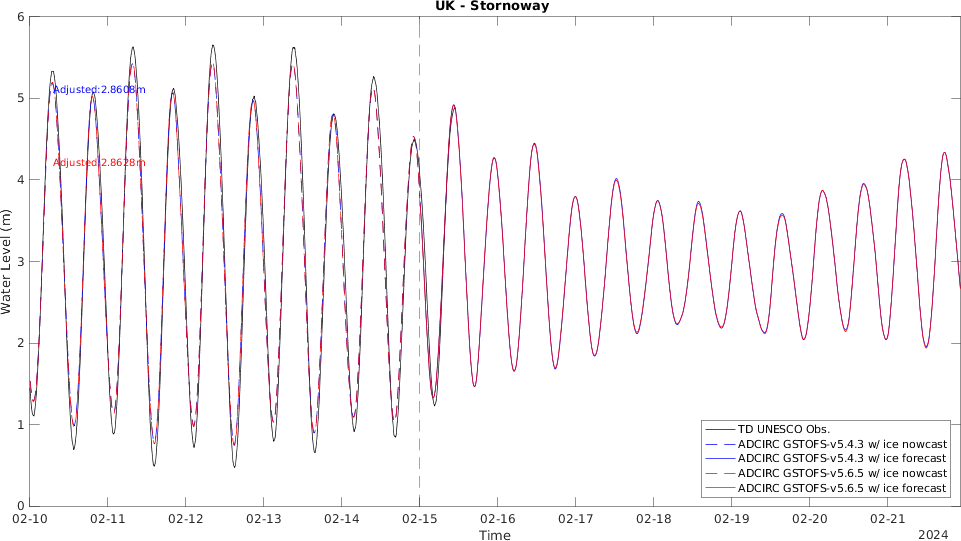 UK - Stornoway
6
5
4
3
2
1
0
Water Level (m)
Adjusted:2.8608m
Adjusted:2.8628m
TD UNESCO Obs.
ADCIRC GSTOFS-v5.4.3 w/ ice nowcast
ADCIRC GSTOFS-v5.4.3 w/ ice forecast
ADCIRC GSTOFS-v5.6.5 w/ ice nowcast
ADCIRC GSTOFS-v5.6.5 w/ ice forecast
02-10 02-11 02-12 02-13 02-14 02-15 02-16 02-17 02-18 02-19 02-20 02-21
Time
2024